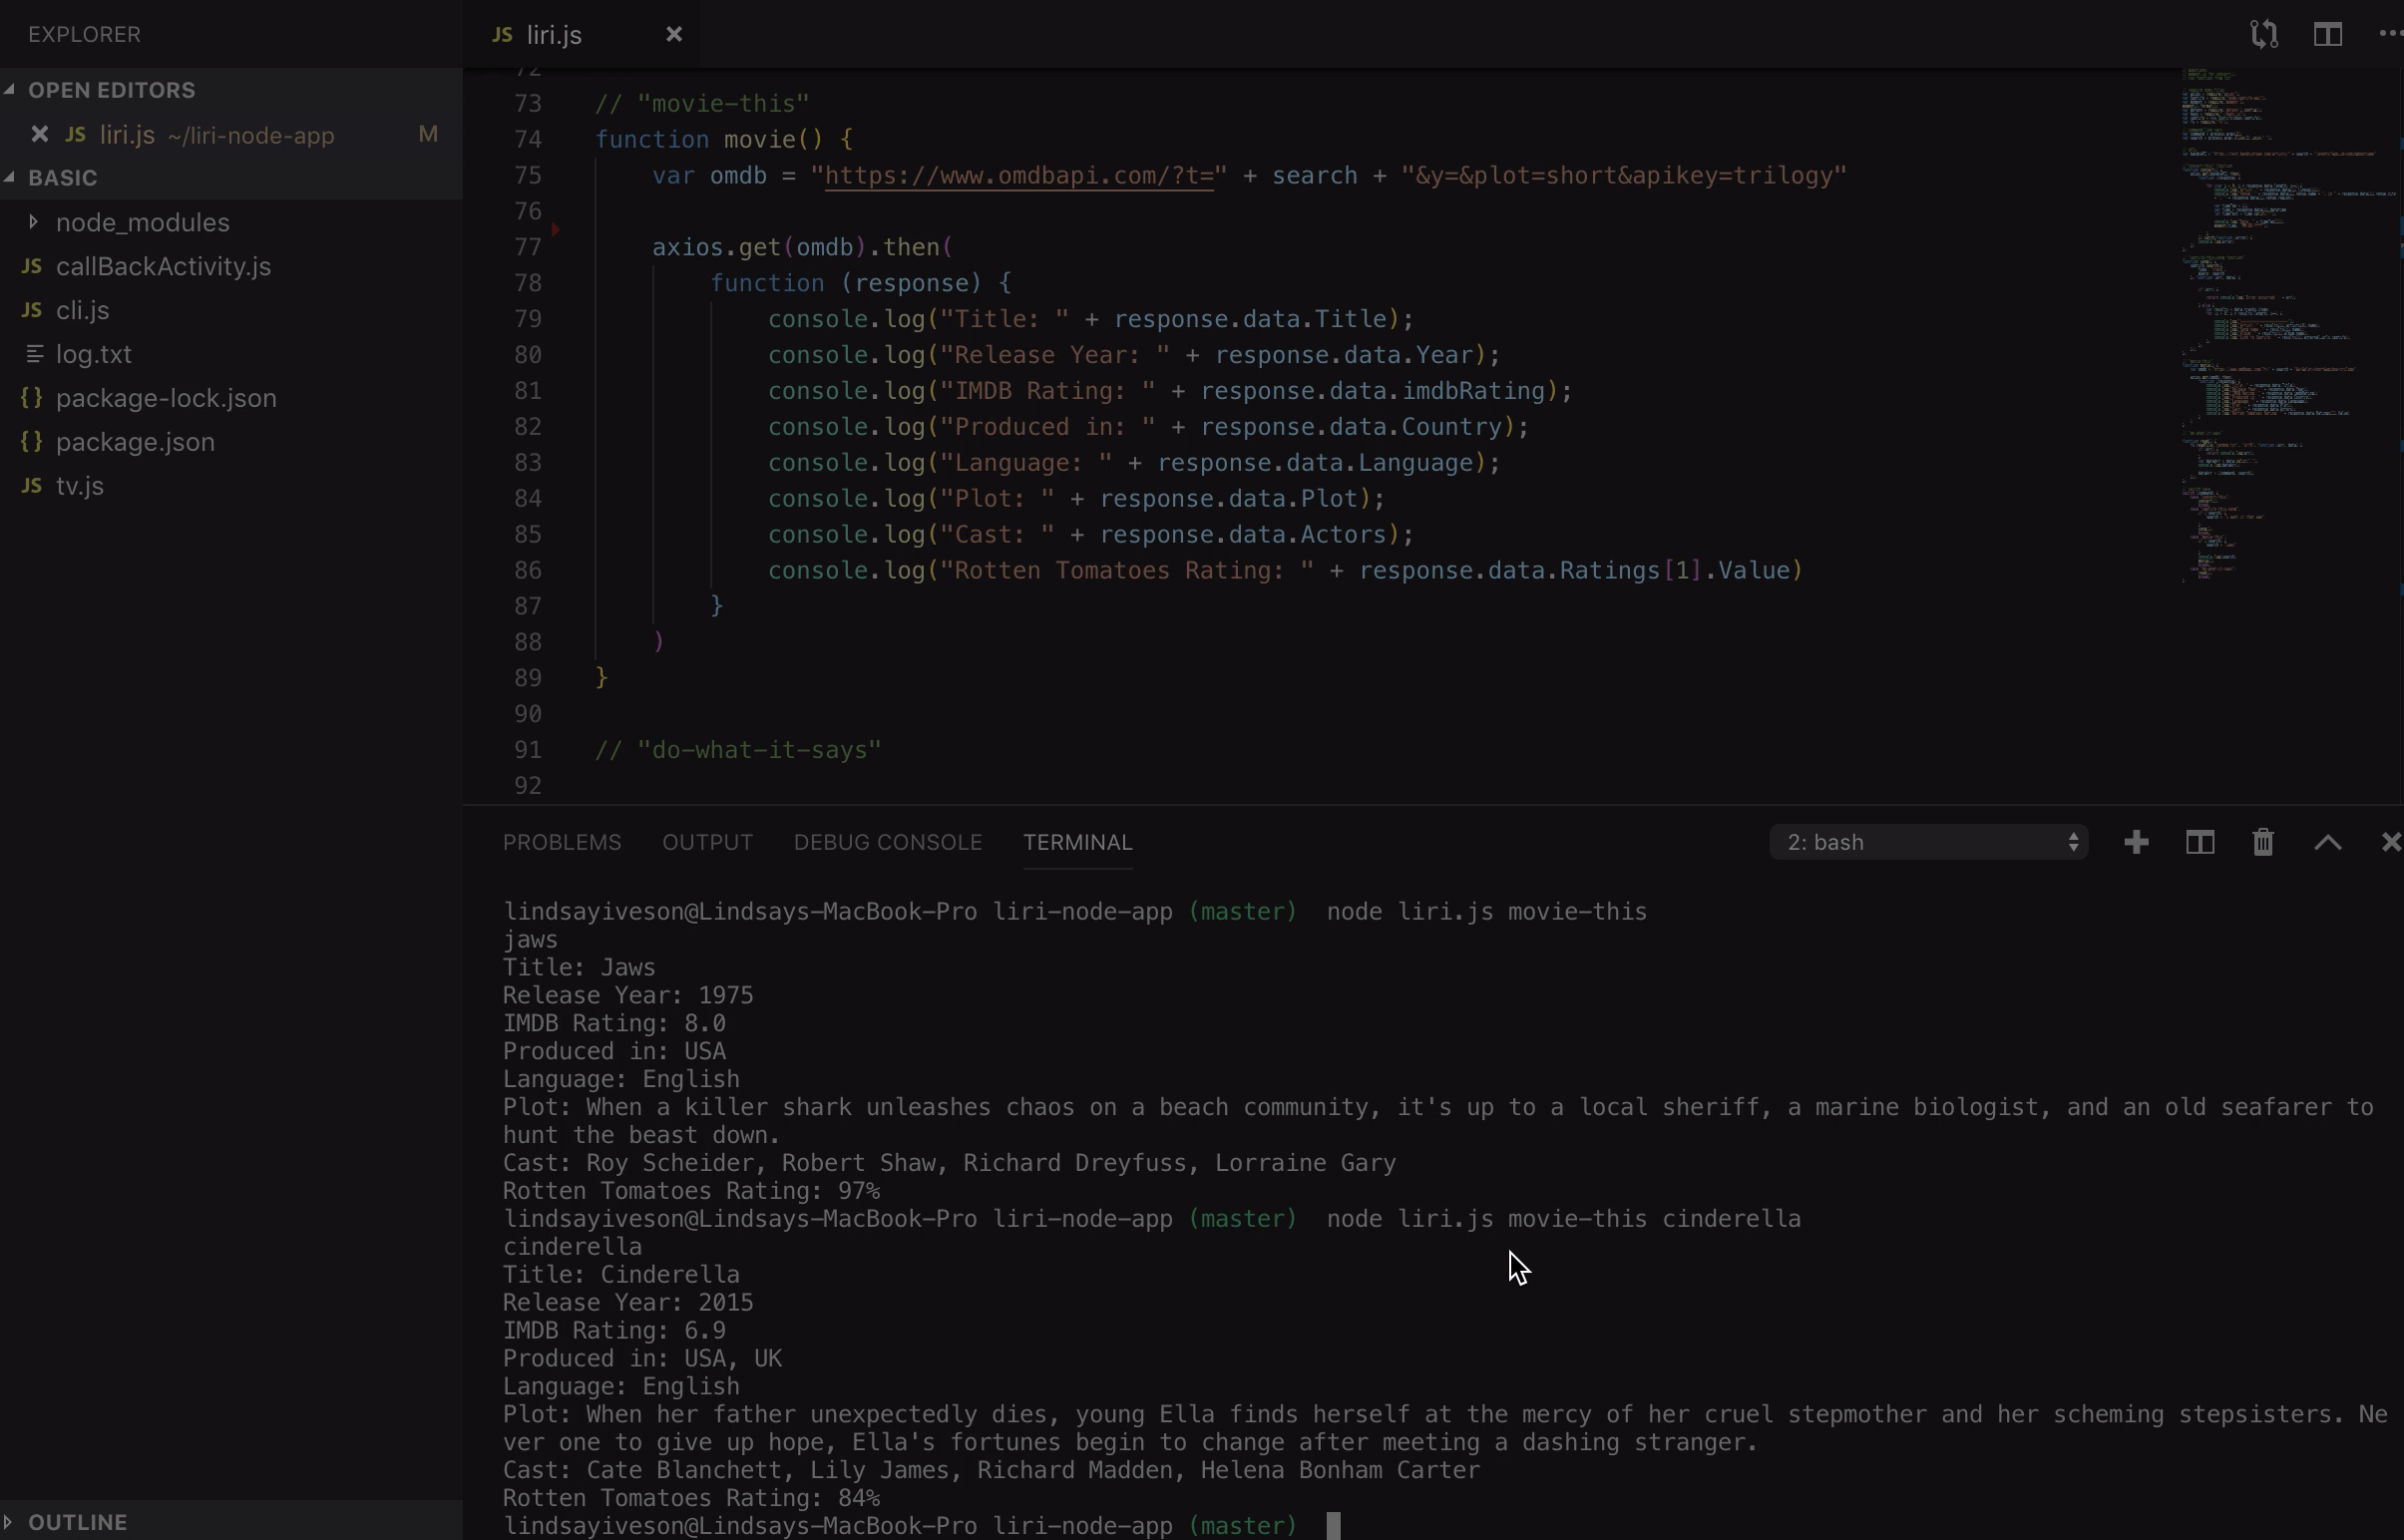 EXPLORER
OPEN EDITORS
JS liri.js ~/liri-node-app M
BASIC
node_modules
JS callBackActivity.js
JS cli.js
log.txt
{ } package-lock.json
{ } package.json
JS tv.js
OUTLINE
JS liri.js
72
73 // "movie-this"
74 function movie() {
75 var omdb = "https://www.omdbapi.com/?t=" + search + "&y=&plot=short&apikey=trilogy"
76
77 axios.get(omdb).then(
78 function (response) {
79 console.log("Title: " + response.data.Title);
80 console.log("Release Year: " + response.data.Year);
81 console.log("IMDB Rating: " + response.data.imdbRating);
82 console.log("Produced in: " + response.data.Country);
83 console.log("Language: " + response.data.Language);
84 console.log("Plot: " + response.data.Plot);
85 console.log("Cast: " + response.data.Actors);
86 console.log("Rotten Tomatoes Rating: " + response.data.Ratings[1].Value)
87 }
88 )
89 }
90
91 // "do-what-it-says"
92
PROBLEMS OUTPUT DEBUG CONSOLE TERMINAL 2: bash
lindsayiveson@Lindsays-MacBook-Pro liri-node-app (master) node liri.js movie-this
jaws
Title: Jaws
Release Year: 1975
IMDB Rating: 8.0
Produced in: USA
Language: English
Plot: When a killer shark unleashes chaos on a beach community, it's up to a local sheriff, a marine biologist, and an old seafarer to
hunt the beast down.
Cast: Roy Scheider, Robert Shaw, Richard Dreyfuss, Lorraine Gary
Rotten Tomatoes Rating: 97%
lindsayiveson@Lindsays-MacBook-Pro liri-node-app (master) node liri.js movie-this cinderella
cinderella
Title: Cinderella
Release Year: 2015
IMDB Rating: 6.9
Produced in: USA, UK
Language: English
Plot: When her father unexpectedly dies, young Ella finds herself at the mercy of her cruel stepmother and her scheming stepsisters. Ne
ver one to give up hope, Ella's fortunes begin to change after meeting a dashing stranger.
Cast: Cate Blanchett, Lily James, Richard Madden, Helena Bonham Carter
Rotten Tomatoes Rating: 84%
lindsayiveson@Lindsays-MacBook-Pro liri-node-app (master)